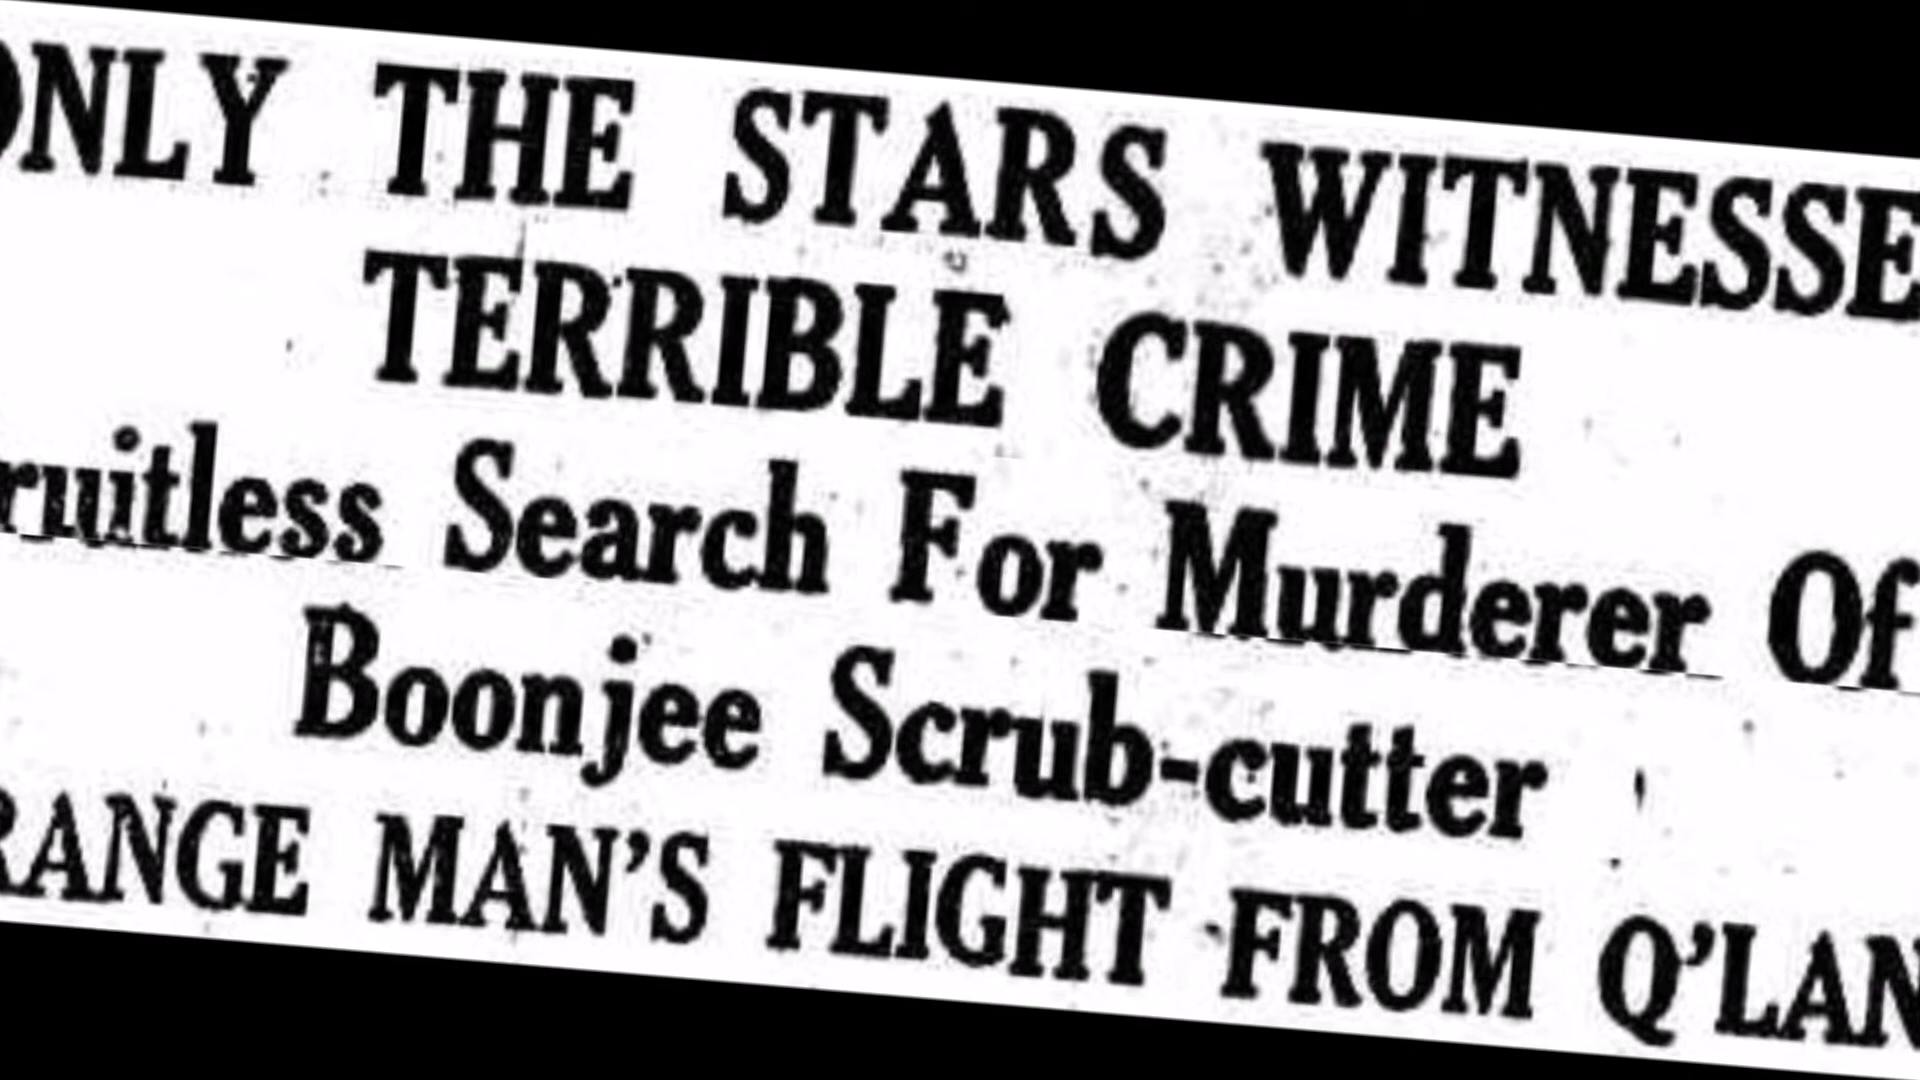 ONLY THE STARS WITNESSE
TERRIBLE CRIME
ruitless Search For Murderer Of
Boonjee Scrub-cutter
RANGE MAN'S FLIGHT FROM Q'LAN